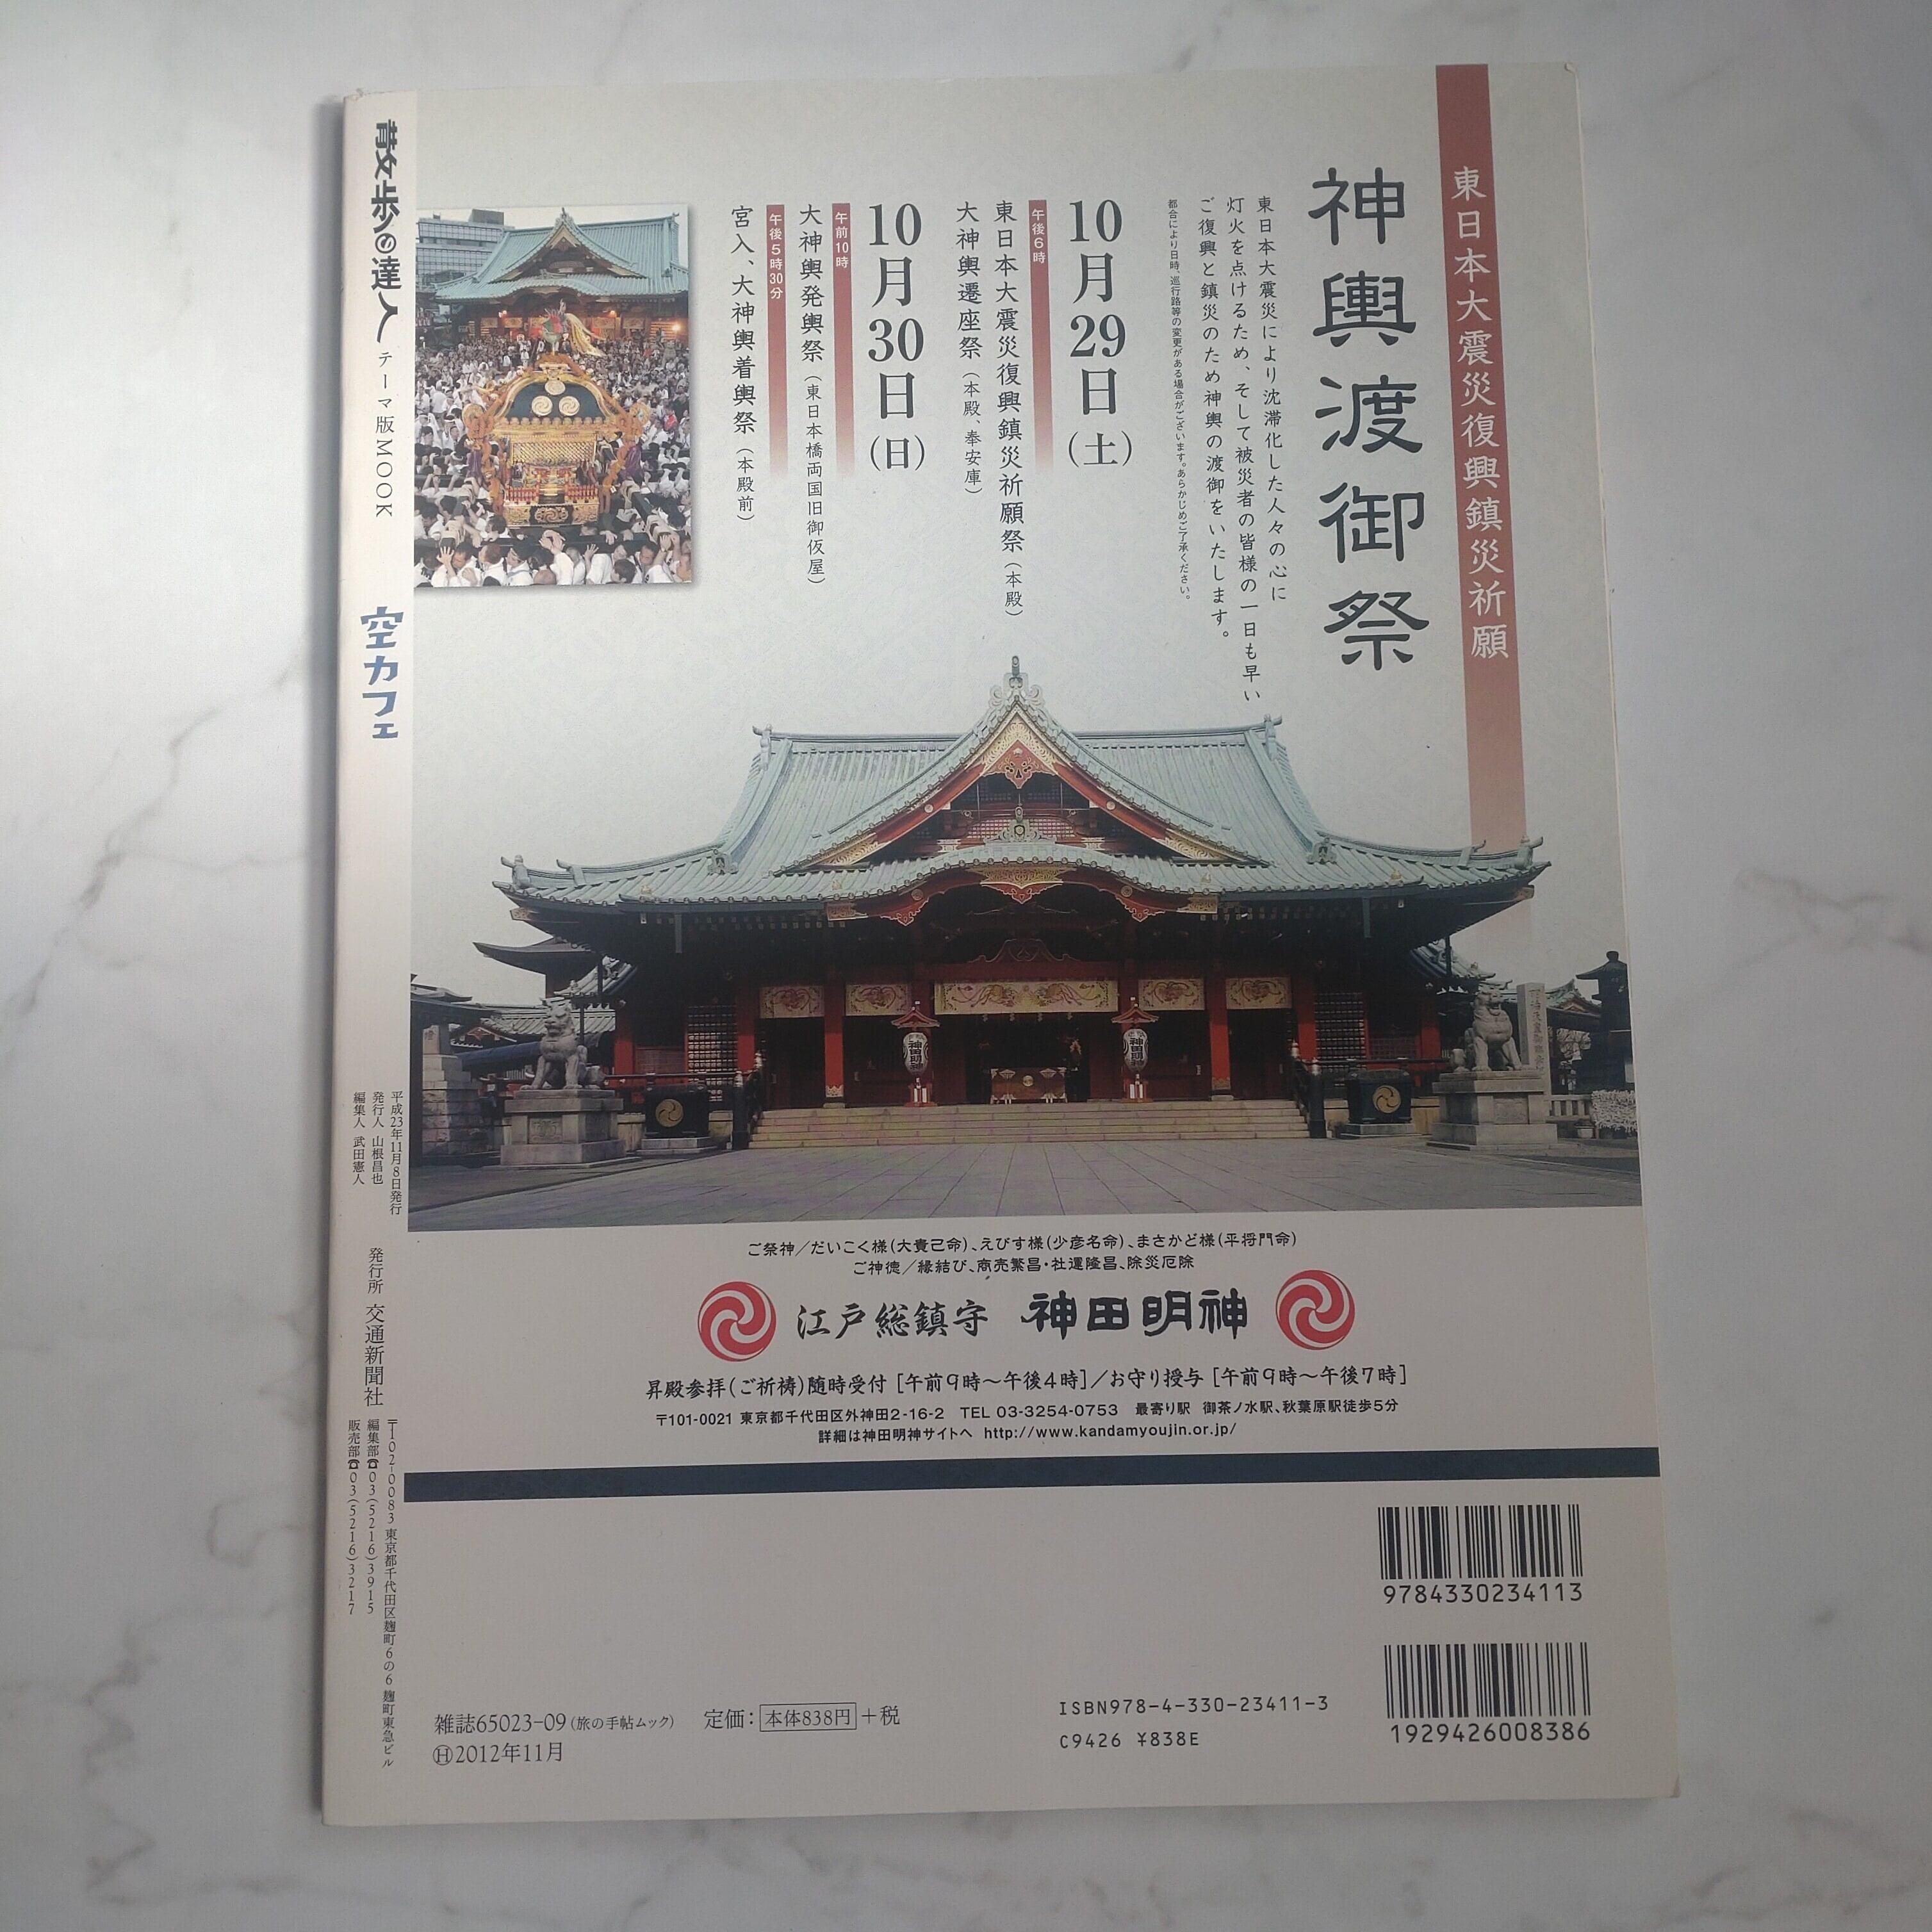 東日本大震災復興鎮災祈願
神輿渡御祭
東日本大震災により沈滞化した人々の心に
灯火を点けるため、そして被災者の皆様の一日も早い
ご復興と鎮災のため神輿の渡御をいたします。
都合により日時、巡行路等の変更がある場合がございます。あらかじめご了承ください。
10月29日(土)
午後6時
東日本大震災復興鎮災祈願祭(本殿)
大神輿遷座祭(本殿、奉安庫)
10月30日(日)
午前10時
大神輿発輿祭(東日本橋両国旧御仮屋)
午後5時30分
宮入、大神輿着輿祭(本殿前)
神田明神
神田明神
ご祭神／だいこく様(大貴己命)、えびす様(少彦名命)、まさかど様(平将門命)
ご神徳／縁結び、商売繁昌・社運隆昌、除災厄除
江戸総鎮守 神田明神
昇殿参拝(ご祈祷)随時受付 [午前9時〜午後4時]／お守り授与 [午前9時〜午後7時]
〒101-0021 東京都千代田区外神田2-16-2 TEL 03-3254-0753 最寄り駅 御茶ノ水駅、秋葉原駅徒歩5分
詳細は神田明神サイトへ http://www.kandamyoujin.or.jp/
9784330234113
1929426008386
ISBN978-4-330-23411-3
C9426 ¥838E
雑誌65023-09(旅の手帖ムック)
定価：本体838円＋税
Ⓗ2012年11月
散歩の達人 テーマ版MOOK
空カフェ
平成23年11月8日発行
発行人 山根昌也
編集人 武田憲人
発行所 交通新聞社
〒102-0083 東京都千代田区麹町6の6 麹町東急ビル
編集部☎03(5216)3915
販売部☎03(5216)3217